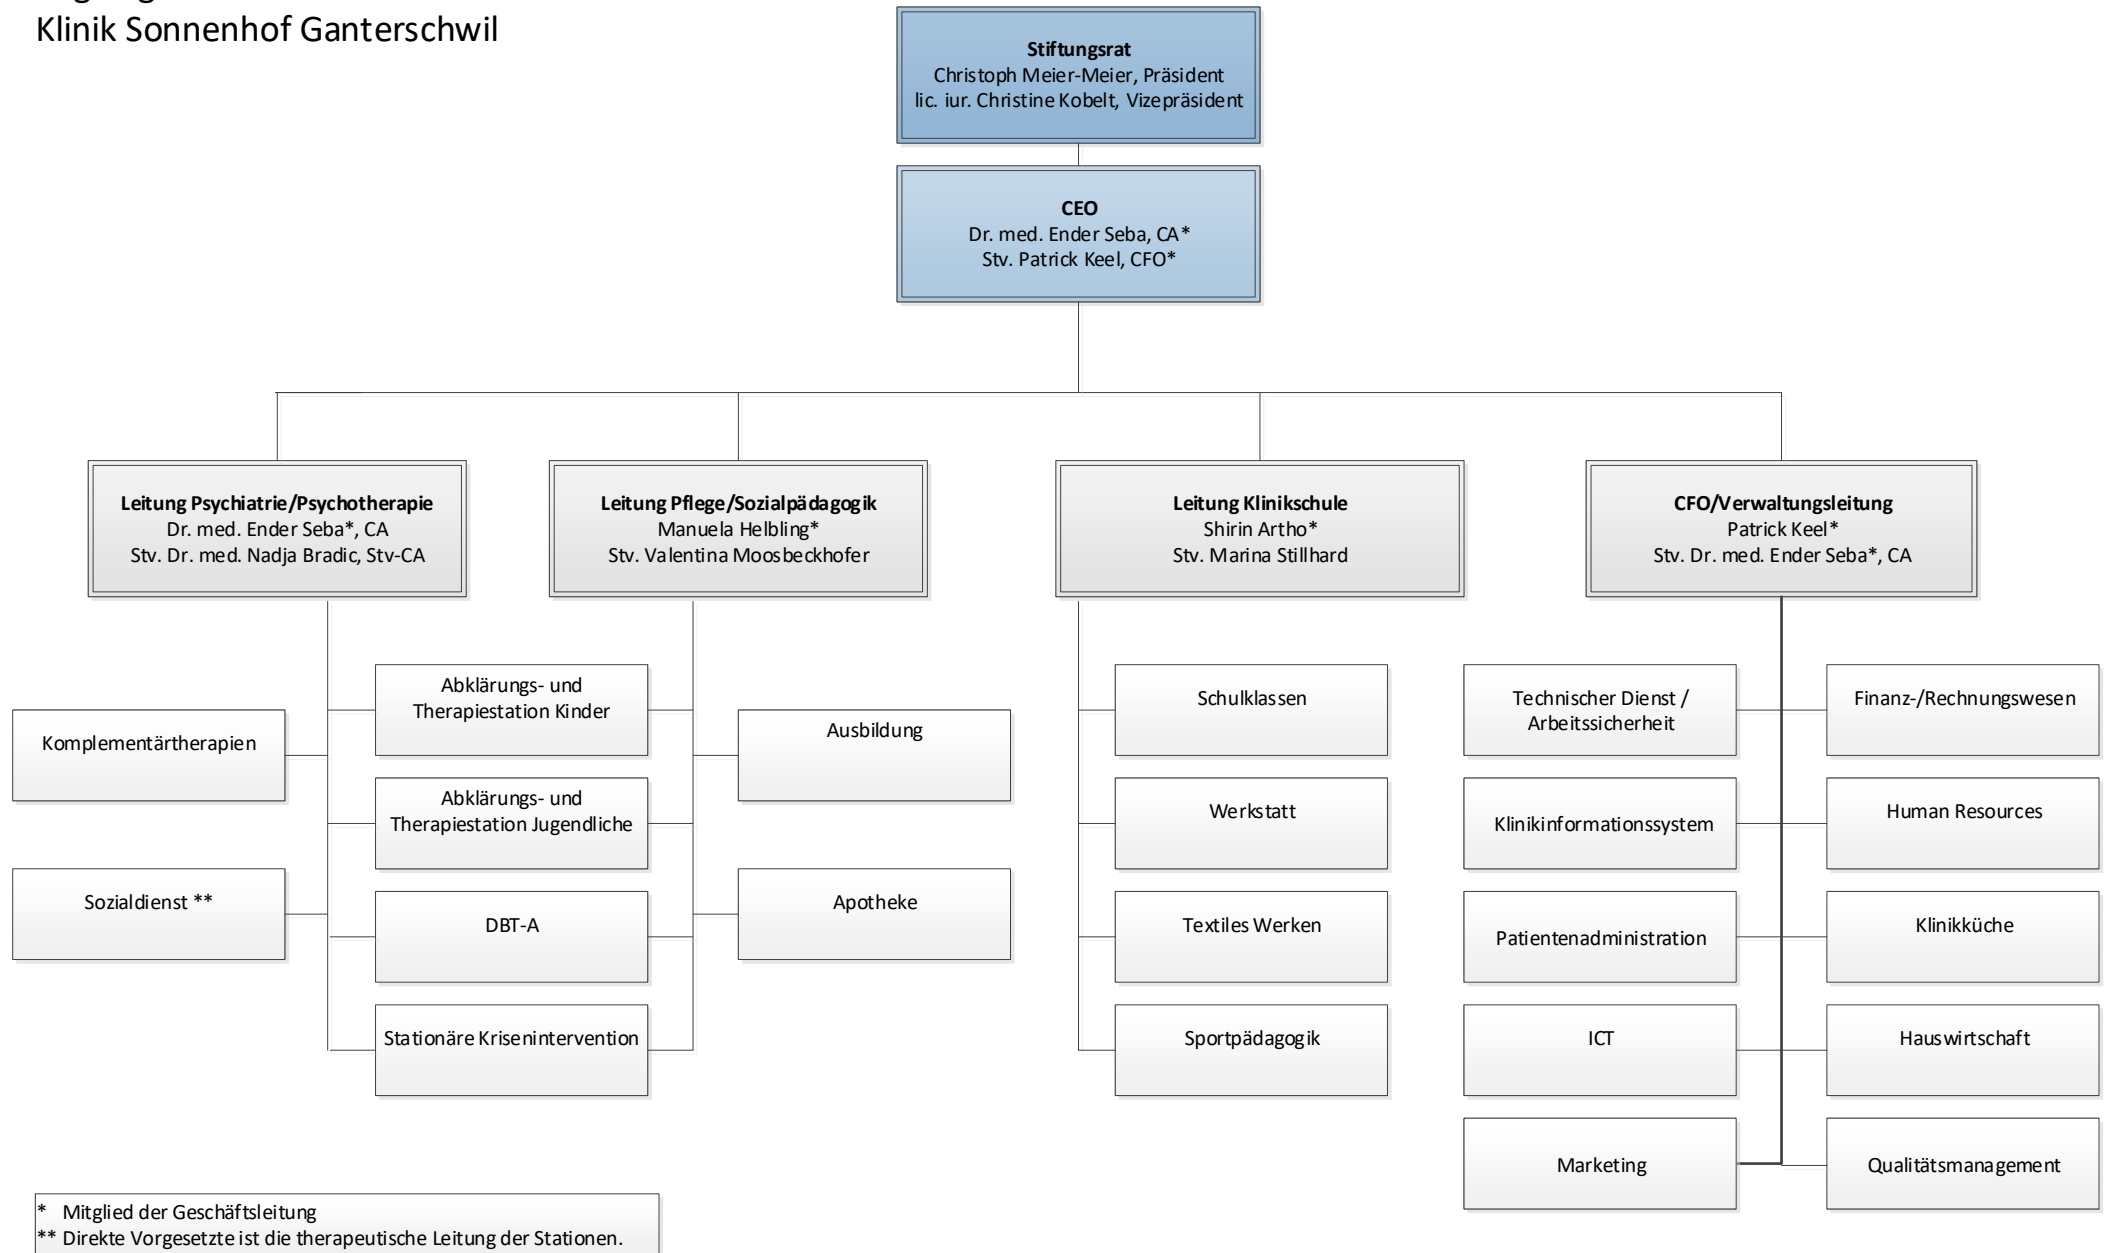 Klinik Sonnenhof Ganterschwil
Stiftungsrat
Christoph Meier-Meier, Präsident
lic. iur. Christine Kobelt, Vizepräsident
CEO
Dr. med. Ender Seba, CA*
Stv. Patrick Keel, CFO*
Leitung Psychiatrie/Psychotherapie
Dr. med. Ender Seba*, CA
Stv. Dr. med. Nadja Bradic, Stv-CA
Leitung Pflege/Sozialpädagogik
Manuela Helbling*
Stv. Valentina Moosbeckhofer
Leitung Klinikschule
Shirin Artho*
Stv. Marina Stillhard
CFO/Verwaltungsleitung
Patrick Keel*
Stv. Dr. med. Ender Seba*, CA
Komplementärtherapien
Sozialdienst **
Abklärungs- und
Therapiestation Kinder
Abklärungs- und
Therapiestation Jugendliche
DBT-A
Stationäre Krisenintervention
Ausbildung
Apotheke
Schulklassen
Werkstatt
Textiles Werken
Sportpädagogik
Technischer Dienst /
Arbeitssicherheit
Klinikinformationssystem
Patientenadministration
ICT
Marketing
Finanz-/Rechnungswesen
Human Resources
Klinikküche
Hauswirtschaft
Qualitätsmanagement
* Mitglied der Geschäftsleitung
** Direkte Vorgesetzte ist die therapeutische Leitung der Stationen.